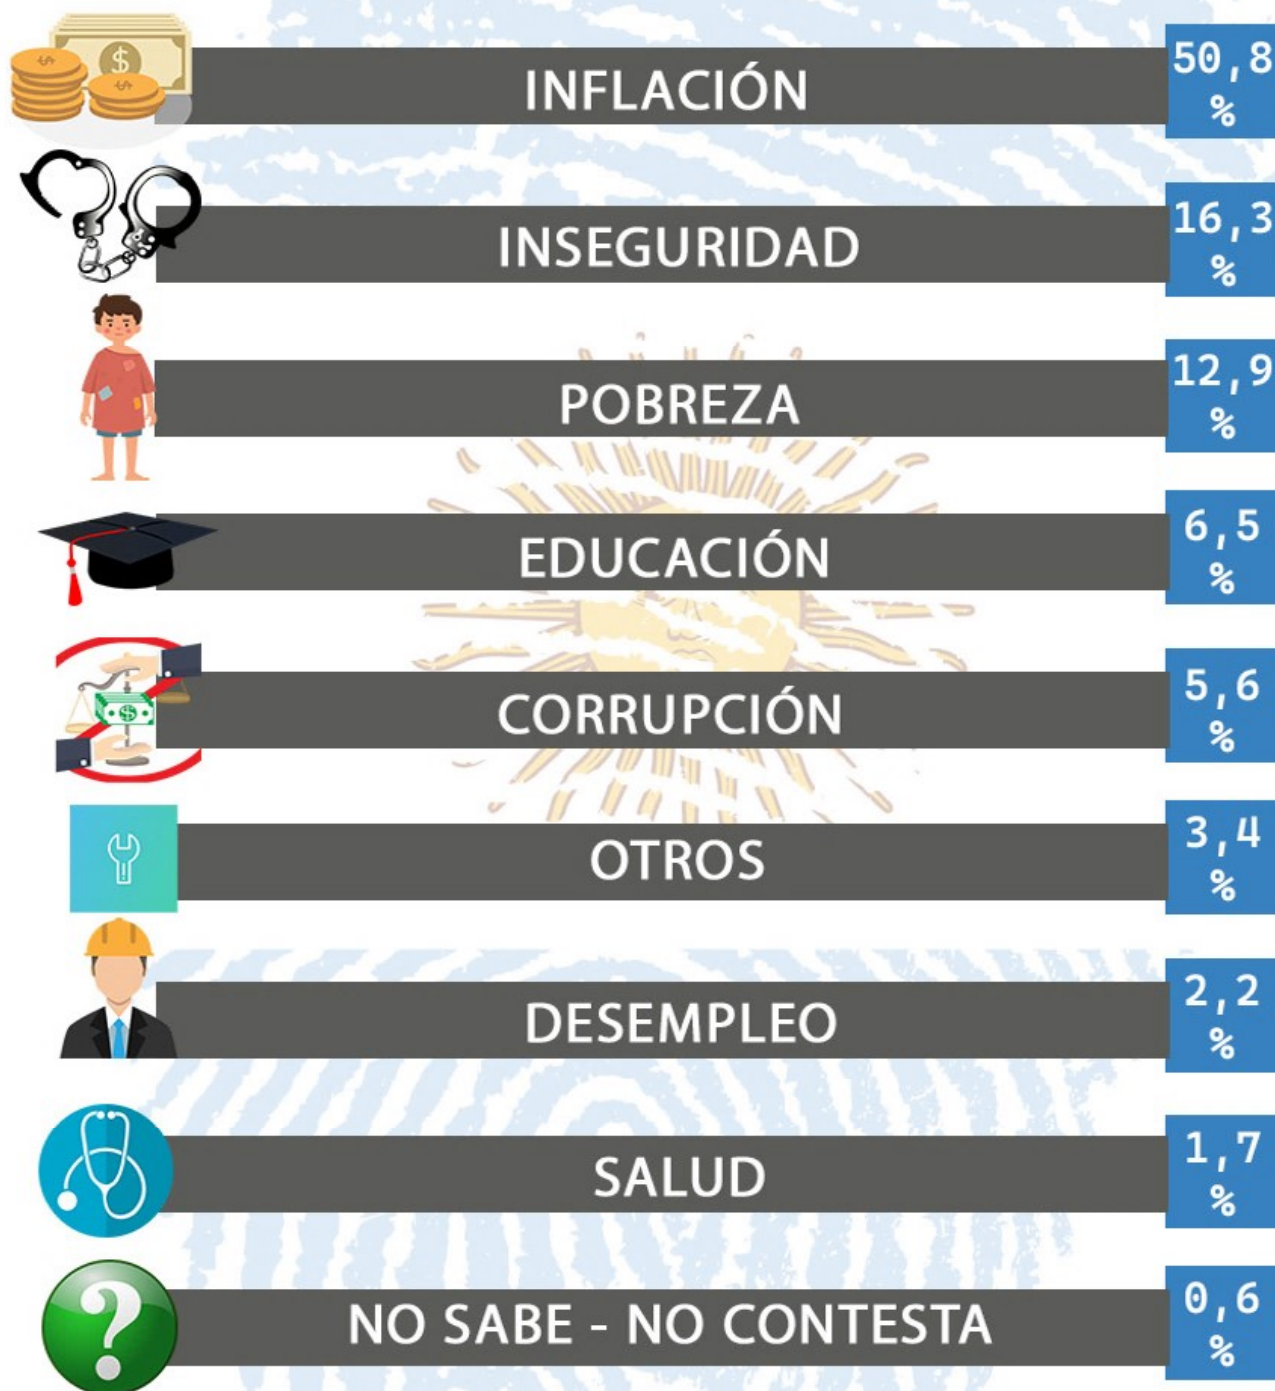 INFLACIÓN
50,8
%
INSEGURIDAD
16,3
%
POBREZA
12,9
%
EDUCACIÓN
6,5
%
CORRUPCIÓN
5,6
%
OTROS
3,4
%
DESEMPLEO
2,2
%
SALUD
1,7
%
NO SABE - NO CONTESTA
0,6
%